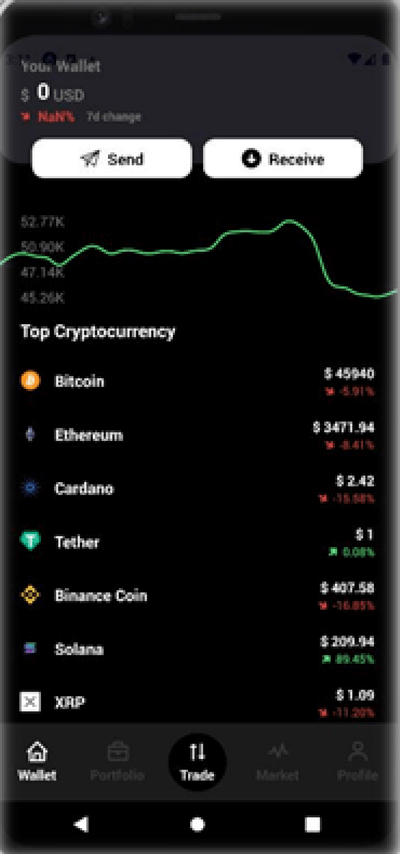 Your Wallet
$ 0 USD
NaN% 7d change
Send
Receive
52.77K
50.90K
47.14K
45.26K
Top Cryptocurrency
Bitcoin
$ 45940
-5.91%
Ethereum
$ 3471.94
-8.41%
Cardano
$ 2.42
-15.58%
Tether
$ 1
0.08%
Binance Coin
$ 407.58
-16.85%
Solana
$ 209.94
89.45%
XRP
$ 1.09
-11.20%
Wallet
Portfolio
Trade
Market
Profile